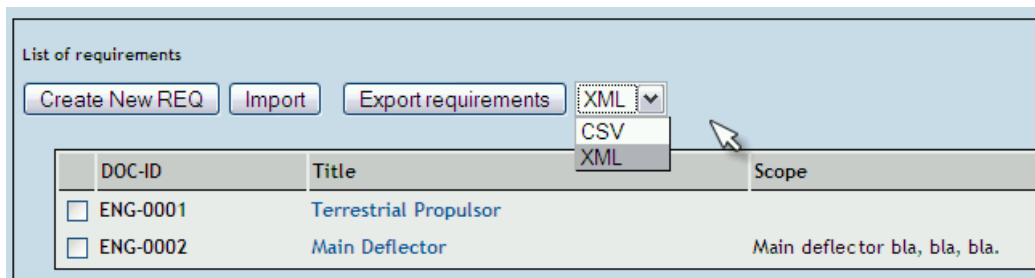 List of requirements
Create New REQ Import Export requirements XML
CSV
XML
DOC-ID Title Scope
ENG-0001 Terrestrial Propulsor
ENG-0002 Main Deflector Main deflector bla, bla, bla.